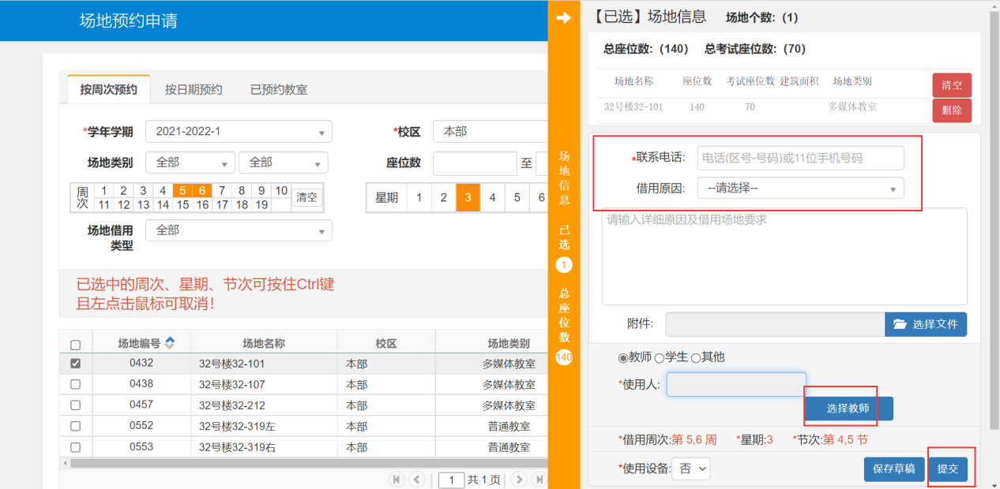 场地预约申请
按周次预约 按日期预约 已预约教室
*学年学期 2021-2022-1 *校区 本部
场地类别 全部 全部 座位数 至
周次 1 2 3 4 5 6 7 8 9 10
11 12 13 14 15 16 17 18 19 清空
星期 1 2 3 4 5 6
场地借用类型 全部
已选中的周次、星期、节次可按住Ctrl键
且左点击鼠标可取消!
场地编号 场地名称 校区 场地类别
0432 32号楼32-101 本部 多媒体教室
0438 32号楼32-107 本部 多媒体教室
0457 32号楼32-212 本部 多媒体教室
0552 32号楼32-319左 本部 普通教室
0553 32号楼32-319右 本部 普通教室
1 共 1 页
场地信息 已选 1 总座位数 140
【已选】场地信息 场地个数:(1)
总座位数:(140) 总考试座位数:(70)
场地名称 座位数 考试座位数 建筑面积 场地类别 清空
32号楼32-101 140 70 多媒体教室 删除
*联系电话: 电话(区号-号码)或11位手机号码
借用原因: --请选择--
请输入详细原因及借用场地要求
附件: 选择文件
教师 学生 其他
*使用人:
选择教师
*借用周次:第 5,6 周 *星期:3 *节次:第 4,5 节
*使用设备: 否 保存草稿 提交